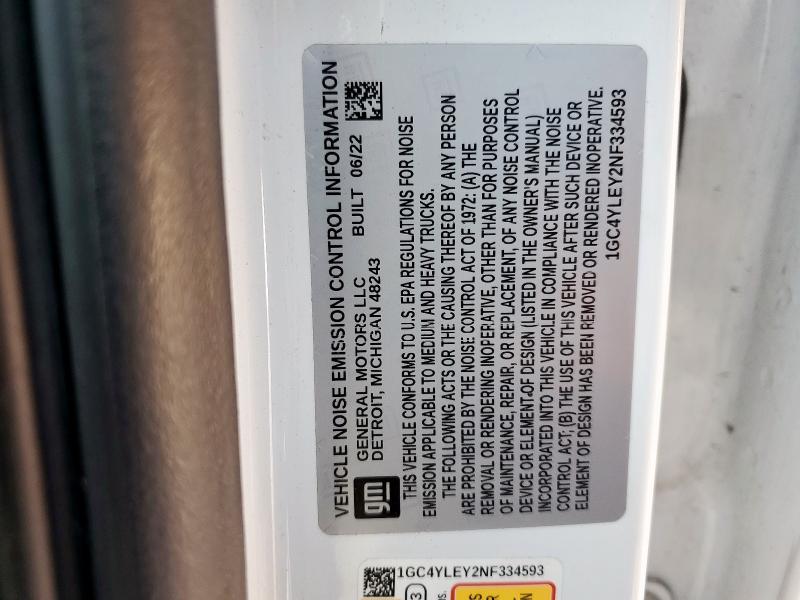 VEHICLE NOISE EMISSION CONTROL INFORMATION
gm
GENERAL MOTORS LLC BUILT 06/22
DETROIT, MICHIGAN 48243
THIS VEHICLE CONFORMS TO U.S. EPA REGULATIONS FOR NOISE
EMISSION APPLICABLE TO MEDIUM AND HEAVY TRUCKS.
THE FOLLOWING ACTS OR THE CAUSING THEREOF BY ANY PERSON
ARE PROHIBITED BY THE NOISE CONTROL ACT OF 1972: (A) THE
REMOVAL OR RENDERING INOPERATIVE, OTHER THAN FOR PURPOSES
OF MAINTENANCE, REPAIR, OR REPLACEMENT, OF ANY NOISE CONTROL
DEVICE OR ELEMENT OF DESIGN (LISTED IN THE OWNER'S MANUAL)
INCORPORATED INTO THIS VEHICLE IN COMPLIANCE WITH THE NOISE
CONTROL ACT; (B) THE USE OF THIS VEHICLE AFTER SUCH DEVICE OR
ELEMENT OF DESIGN HAS BEEN REMOVED OR RENDERED INOPERATIVE.
1GC4YLEY2NF334593
1GC4YLEY2NF334593
3